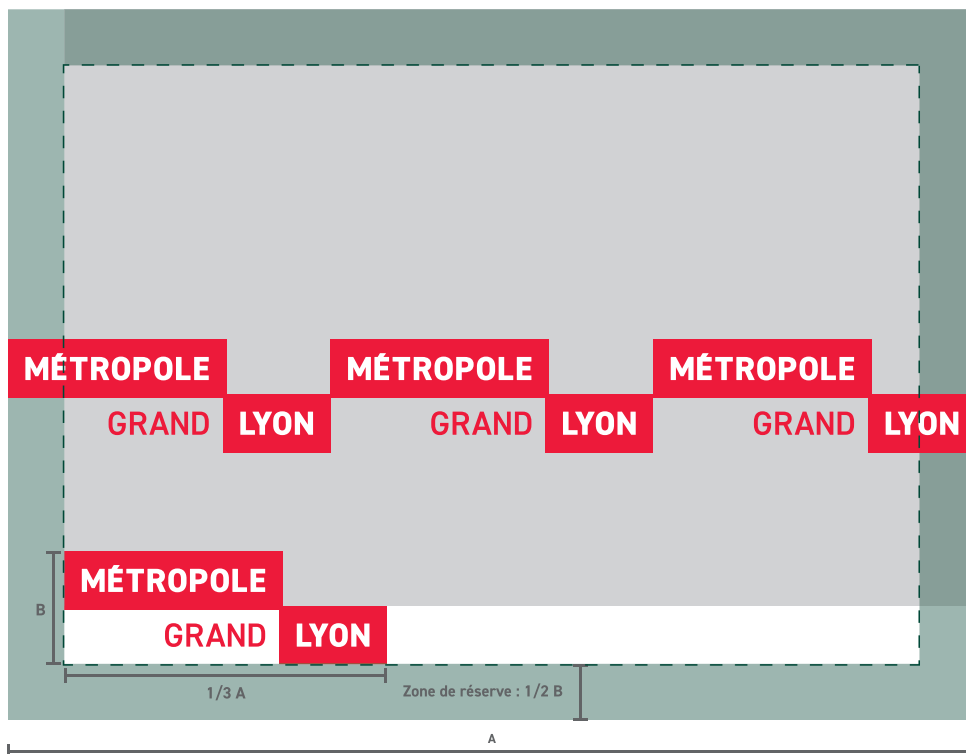 MÉTROPOLE MÉTROPOLE MÉTROPOLE
GRAND LYON GRAND LYON GRAND LYON
MÉTROPOLE
B
GRAND LYON
1/3 A
Zone de réserve : 1/2 B
A